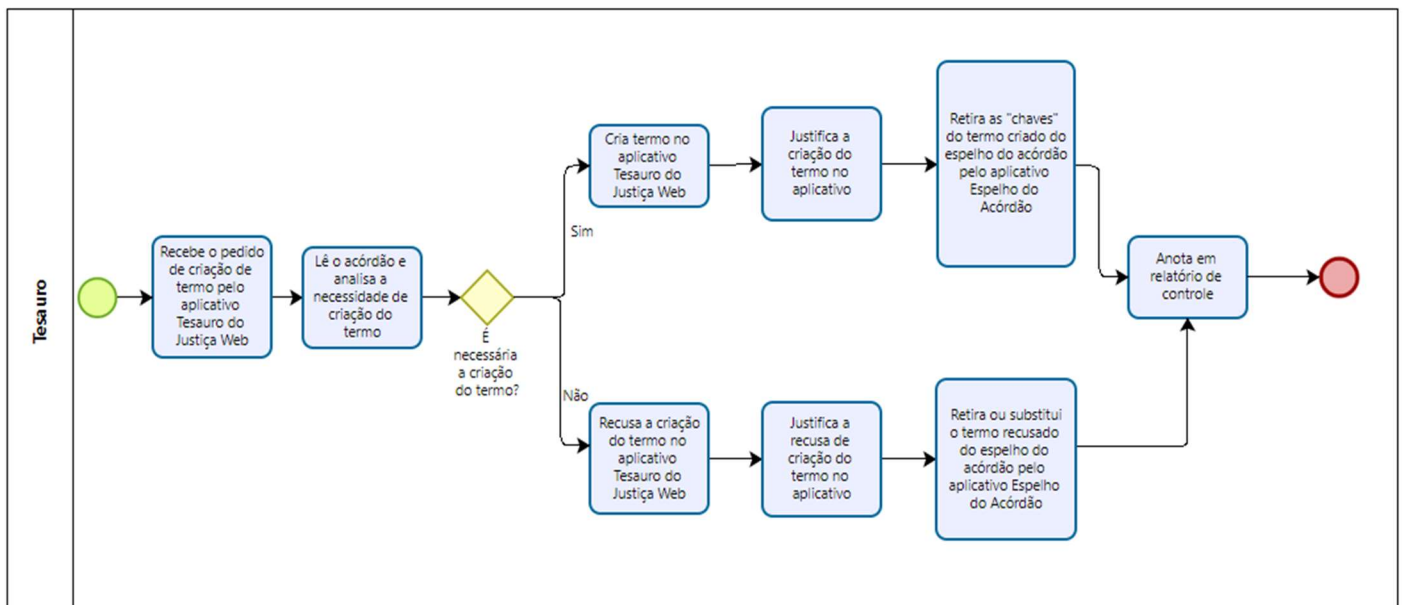 Tesauro
Recebe o pedido
de criação de
termo pelo
aplicativo
Tesauro do
Justiça Web
Lê o acórdão e
analisa a
necessidade de
criação do
termo
É
necessária
a criação
do termo?
Sim
Cria termo no
aplicativo
Tesauro do
Justiça Web
Justifica a
criação do
termo no
aplicativo
Retira as "chaves"
do termo criado do
espelho do acórdão
pelo aplicativo
Espelho do
Acórdão
Não
Recusa a criação
do termo no
aplicativo
Tesauro do
Justiça Web
Justifica a
recusa de
criação do
termo no
aplicativo
Retira ou substitui
o termo recusado
do espelho do
acórdão pelo
aplicativo Espelho
do Acórdão
Anota em
relatório de
controle